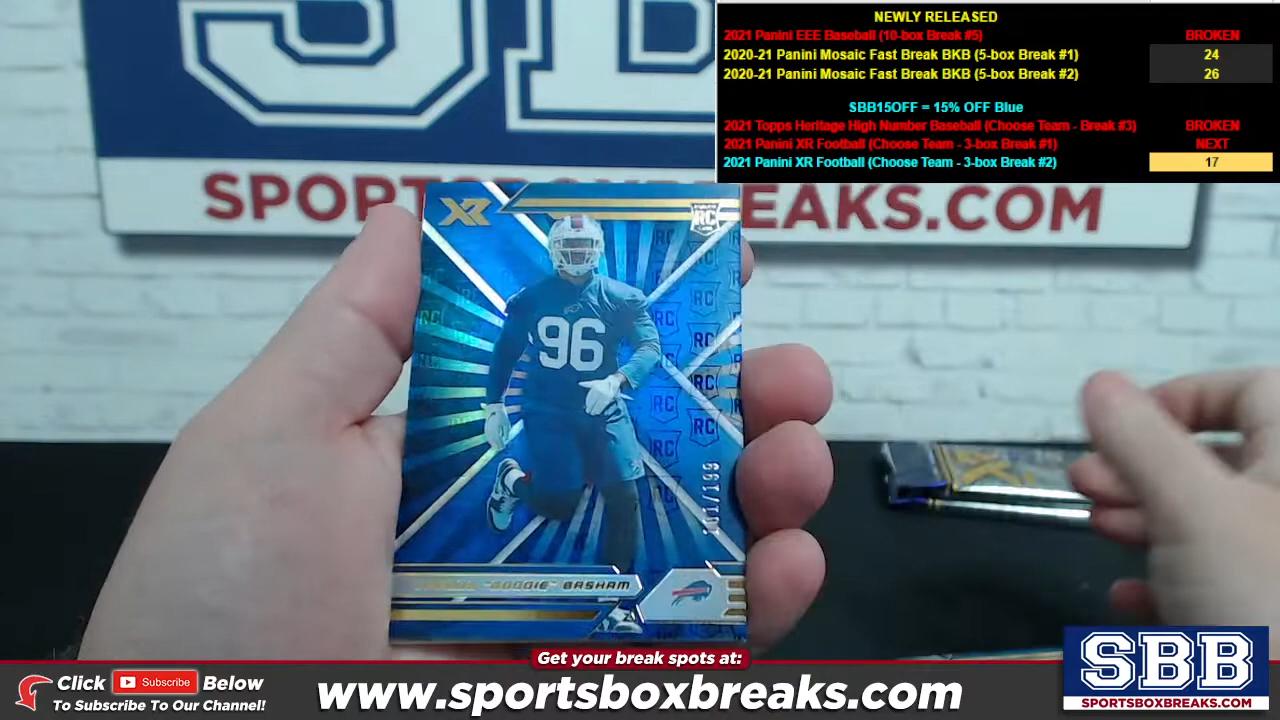 NEWLY RELEASED
2021 Panini EEE Baseball (10-box Break #5) BROKEN
2020-21 Panini Mosaic Fast Break BKB (5-box Break #1) 24
2020-21 Panini Mosaic Fast Break BKB (5-box Break #2) 26
SBB15OFF = 15% OFF Blue
2021 Topps Heritage High Number Baseball (Choose Team - Break #3) BROKEN
2021 Panini XR Football (Choose Team - 3-box Break #1) NEXT
2021 Panini XR Football (Choose Team - 3-box Break #2) 17
SB
EAKS.COM
XR
RC
96
/199
"BOOGIE" BASHAM
Get your break spots at:
Click Subscribe Below
To Subscribe To Our Channel!
www.sportsboxbreaks.com
SBB
SPORTSBOXBREAKS.COM